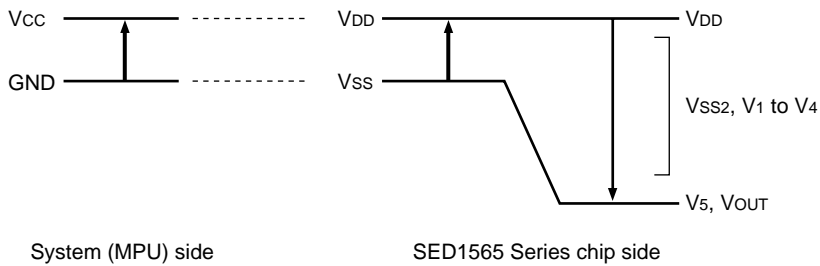 VCC
VDD
VDD
GND
VSS
VSS2, V1 to V4
V5, VOUT
System (MPU) side
SED1565 Series chip side